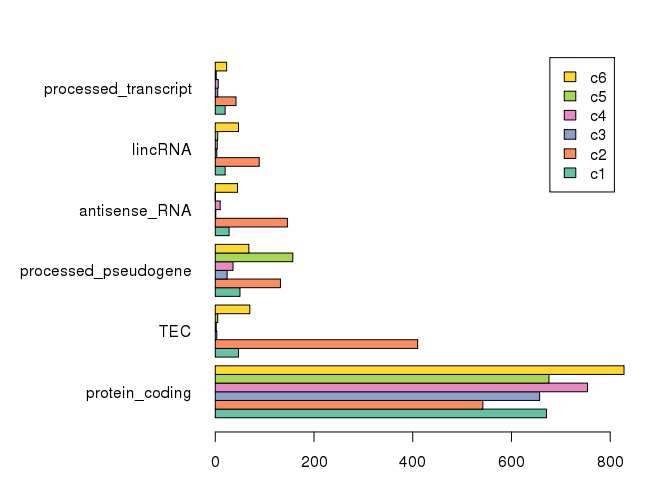 processed_transcript
lincRNA
antisense_RNA
processed_pseudogene
TEC
protein_coding
c6
c5
c4
c3
c2
c1
0 200 400 600 800